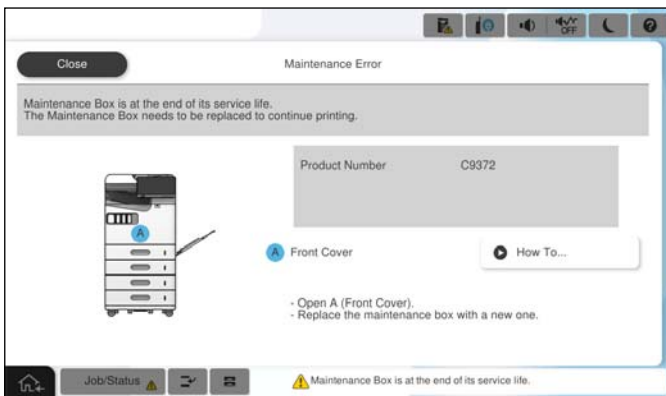 OFF
Close
Maintenance Error
Maintenance Box is at the end of its service life.
The Maintenance Box needs to be replaced to continue printing.
Product Number C9372
A
A Front Cover
How To...
- Open A (Front Cover).
- Replace the maintenance box with a new one.
Job/Status
Maintenance Box is at the end of its service life.